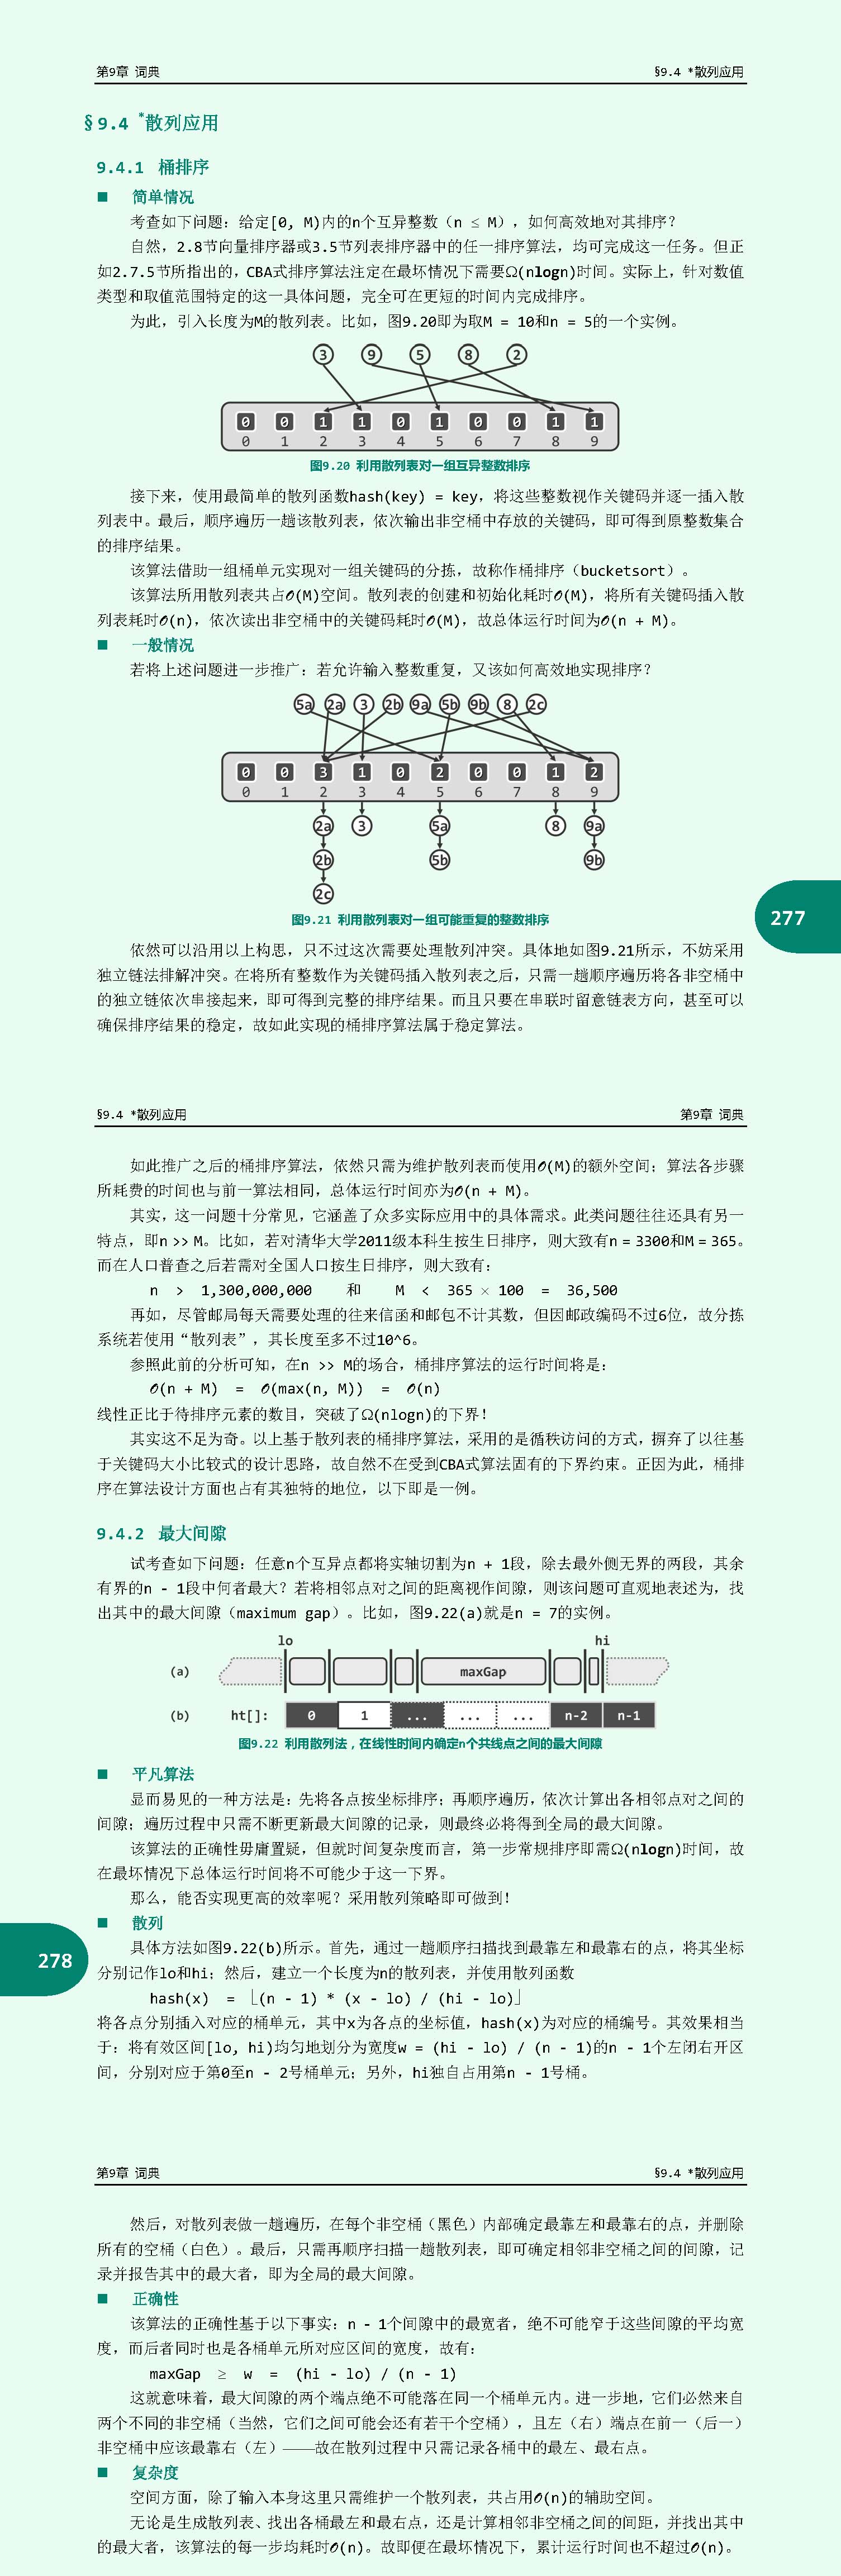 第9章 词典 §9.4 *散列应用
§9.4 *散列应用
9.4.1 桶排序
■ 简单情况
考查如下问题：给定[0, M)内的n个互异整数（n ≤ M），如何高效地对其排序？
自然，2.8节向量排序器或3.5节列表排序器中的任一排序算法，均可完成这一任务。但正
如2.7.5节所指出的，CBA式排序算法注定在最坏情况下需要Ω(nlogn)时间。实际上，针对数值
类型和取值范围特定的这一具体问题，完全可在更短的时间内完成排序。
为此，引入长度为M的散列表。比如，图9.20即为取M = 10和n = 5的一个实例。
3 9 5 8 2
0 0 1 1 0 1 0 0 1 1
0 1 2 3 4 5 6 7 8 9
图9.20 利用散列表对一组互异整数排序
接下来，使用最简单的散列函数hash(key) = key，将这些整数视作关键码并逐一插入散
列表中。最后，顺序遍历一趟该散列表，依次输出非空桶中存放的关键码，即可得到原整数集合
的排序结果。
该算法借助一组桶单元实现对一组关键码的分拣，故称作桶排序（bucketsort）。
该算法所用散列表共占O(M)空间。散列表的创建和初始化耗时O(M)，将所有关键码插入散
列表耗时O(n)，依次读出非空桶中的关键码耗时O(M)，故总体运行时间为O(n + M)。
■ 一般情况
若将上述问题进一步推广：若允许输入整数重复，又该如何高效地实现排序？
5a 2a 3 2b 9a 5b 9b 8 2c
0 0 3 1 0 2 0 0 1 2
0 1 2 3 4 5 6 7 8 9
2a 3 5a 8 9a
2b 5b 9b
2c
图9.21 利用散列表对一组可能重复的整数排序
277
依然可以沿用以上构思，只不过这次需要处理散列冲突。具体地如图9.21所示，不妨采用
独立链法排解冲突。在将所有整数作为关键码插入散列表之后，只需一趟顺序遍历将各非空桶中
的独立链依次串接起来，即可得到完整的排序结果。而且只要在串联时留意链表方向，甚至可以
确保排序结果的稳定，故如此实现的桶排序算法属于稳定算法。
§9.4 *散列应用 第9章 词典
如此推广之后的桶排序算法，依然只需为维护散列表而使用O(M)的额外空间；算法各步骤
所耗费的时间也与前一算法相同，总体运行时间亦为O(n + M)。
其实，这一问题十分常见，它涵盖了众多实际应用中的具体需求。此类问题往往还具有另一
特点，即n >> M。比如，若对清华大学2011级本科生按生日排序，则大致有n = 3300和M = 365。
而在人口普查之后若需对全国人口按生日排序，则大致有：
n > 1,300,000,000 和 M < 365 × 100 = 36,500
再如，尽管邮局每天需要处理的往来信函和邮包不计其数，但因邮政编码不过6位，故分拣
系统若使用“散列表”，其长度至多不过10^6。
参照此前的分析可知，在n >> M的场合，桶排序算法的运行时间将是：
O(n + M) = O(max(n, M)) = O(n)
线性正比于待排序元素的数目，突破了Ω(nlogn)的下界！
其实这不足为奇。以上基于散列表的桶排序算法，采用的是循秩访问的方式，摒弃了以往基
于关键码大小比较式的设计思路，故自然不在受到CBA式算法固有的下界约束。正因为此，桶排
序在算法设计方面也占有其独特的地位，以下即是一例。
9.4.2 最大间隙
试考查如下问题：任意n个互异点都将实轴切割为n + 1段，除去最外侧无界的两段，其余
有界的n - 1段中何者最大？若将相邻点对之间的距离视作间隙，则该问题可直观地表述为，找
出其中的最大间隙（maximum gap）。比如，图9.22(a)就是n = 7的实例。
lo hi
(a) maxGap
(b) ht[]: 0 1 ... ... ... n-2 n-1
图9.22 利用散列法，在线性时间内确定n个共线点之间的最大间隙
■ 平凡算法
显而易见的一种方法是：先将各点按坐标排序；再顺序遍历，依次计算出各相邻点对之间的
间隙；遍历过程中只需不断更新最大间隙的记录，则最终必将得到全局的最大间隙。
该算法的正确性毋庸置疑，但就时间复杂度而言，第一步常规排序即需Ω(nlogn)时间，故
在最坏情况下总体运行时间将不可能少于这一下界。
那么，能否实现更高的效率呢？采用散列策略即可做到！
■ 散列
278
具体方法如图9.22(b)所示。首先，通过一趟顺序扫描找到最靠左和最靠右的点，将其坐标
分别记作lo和hi；然后，建立一个长度为n的散列表，并使用散列函数
hash(x) = ⌊(n - 1) * (x - lo) / (hi - lo)⌋
将各点分别插入对应的桶单元，其中x为各点的坐标值，hash(x)为对应的桶编号。其效果相当
于：将有效区间[lo, hi)均匀地划分为宽度w = (hi - lo) / (n - 1)的n - 1个左闭右开区
间，分别对应于第0至n - 2号桶单元；另外，hi独自占用第n - 1号桶。
第9章 词典 §9.4 *散列应用
然后，对散列表做一趟遍历，在每个非空桶（黑色）内部确定最靠左和最靠右的点，并删除
所有的空桶（白色）。最后，只需再顺序扫描一趟散列表，即可确定相邻非空桶之间的间隙，记
录并报告其中的最大者，即为全局的最大间隙。
■ 正确性
该算法的正确性基于以下事实：n - 1个间隙中的最宽者，绝不可能窄于这些间隙的平均宽
度，而后者同时也是各桶单元所对应区间的宽度，故有：
maxGap ≥ w = (hi - lo) / (n - 1)
这就意味着，最大间隙的两个端点绝不可能落在同一个桶单元内。进一步地，它们必然来自
两个不同的非空桶（当然，它们之间可能会还有若干个空桶），且左（右）端点在前一（后一）
非空桶中应该最靠右（左）——故在散列过程中只需记录各桶中的最左、最右点。
■ 复杂度
空间方面，除了输入本身这里只需维护一个散列表，共占用O(n)的辅助空间。
无论是生成散列表、找出各桶最左和最右点，还是计算相邻非空桶之间的间距，并找出其中
的最大者，该算法的每一步均耗时O(n)。故即便在最坏情况下，累计运行时间也不超过O(n)。